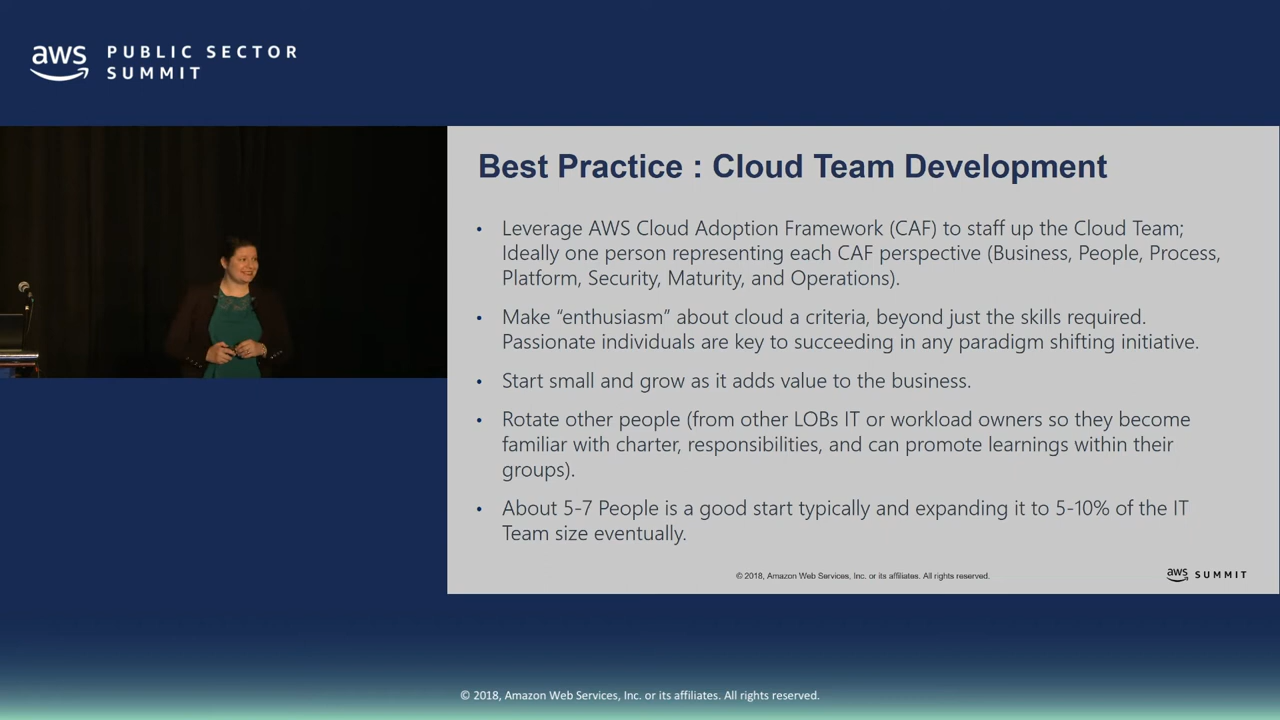 aws PUBLIC SECTOR
SUMMIT
Best Practice : Cloud Team Development
• Leverage AWS Cloud Adoption Framework (CAF) to staff up the Cloud Team;
Ideally one person representing each CAF perspective (Business, People, Process,
Platform, Security, Maturity, and Operations).
• Make “enthusiasm” about cloud a criteria, beyond just the skills required.
Passionate individuals are key to succeeding in any paradigm shifting initiative.
• Start small and grow as it adds value to the business.
• Rotate other people (from other LOBs IT or workload owners so they become
familiar with charter, responsibilities, and can promote learnings within their
groups).
• About 5-7 People is a good start typically and expanding it to 5-10% of the IT
Team size eventually.
© 2018, Amazon Web Services, Inc. or its affiliates. All rights reserved.
aws SUMMIT
© 2018, Amazon Web Services, Inc. or its affiliates. All rights reserved.